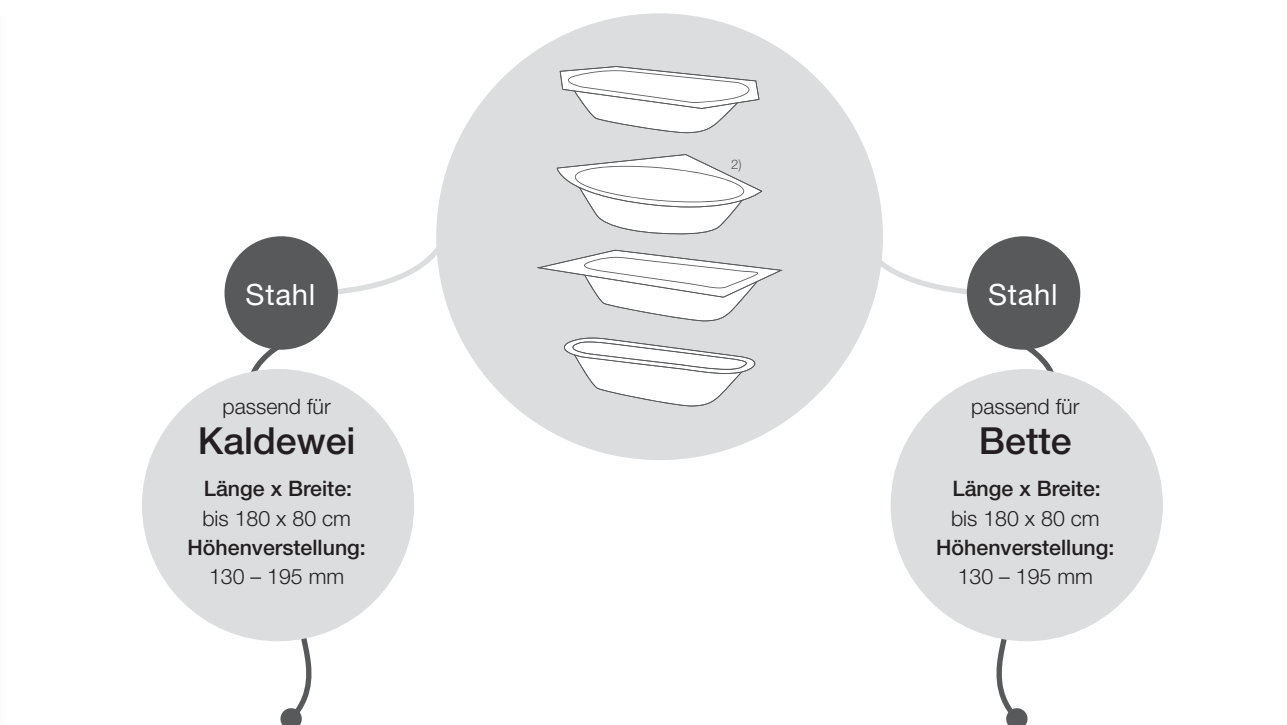 2)
Stahl
passend für
Kaldewei
Länge x Breite:
bis 180 x 80 cm
Höhenverstellung:
130 – 195 mm
Stahl
passend für
Bette
Länge x Breite:
bis 180 x 80 cm
Höhenverstellung:
130 – 195 mm